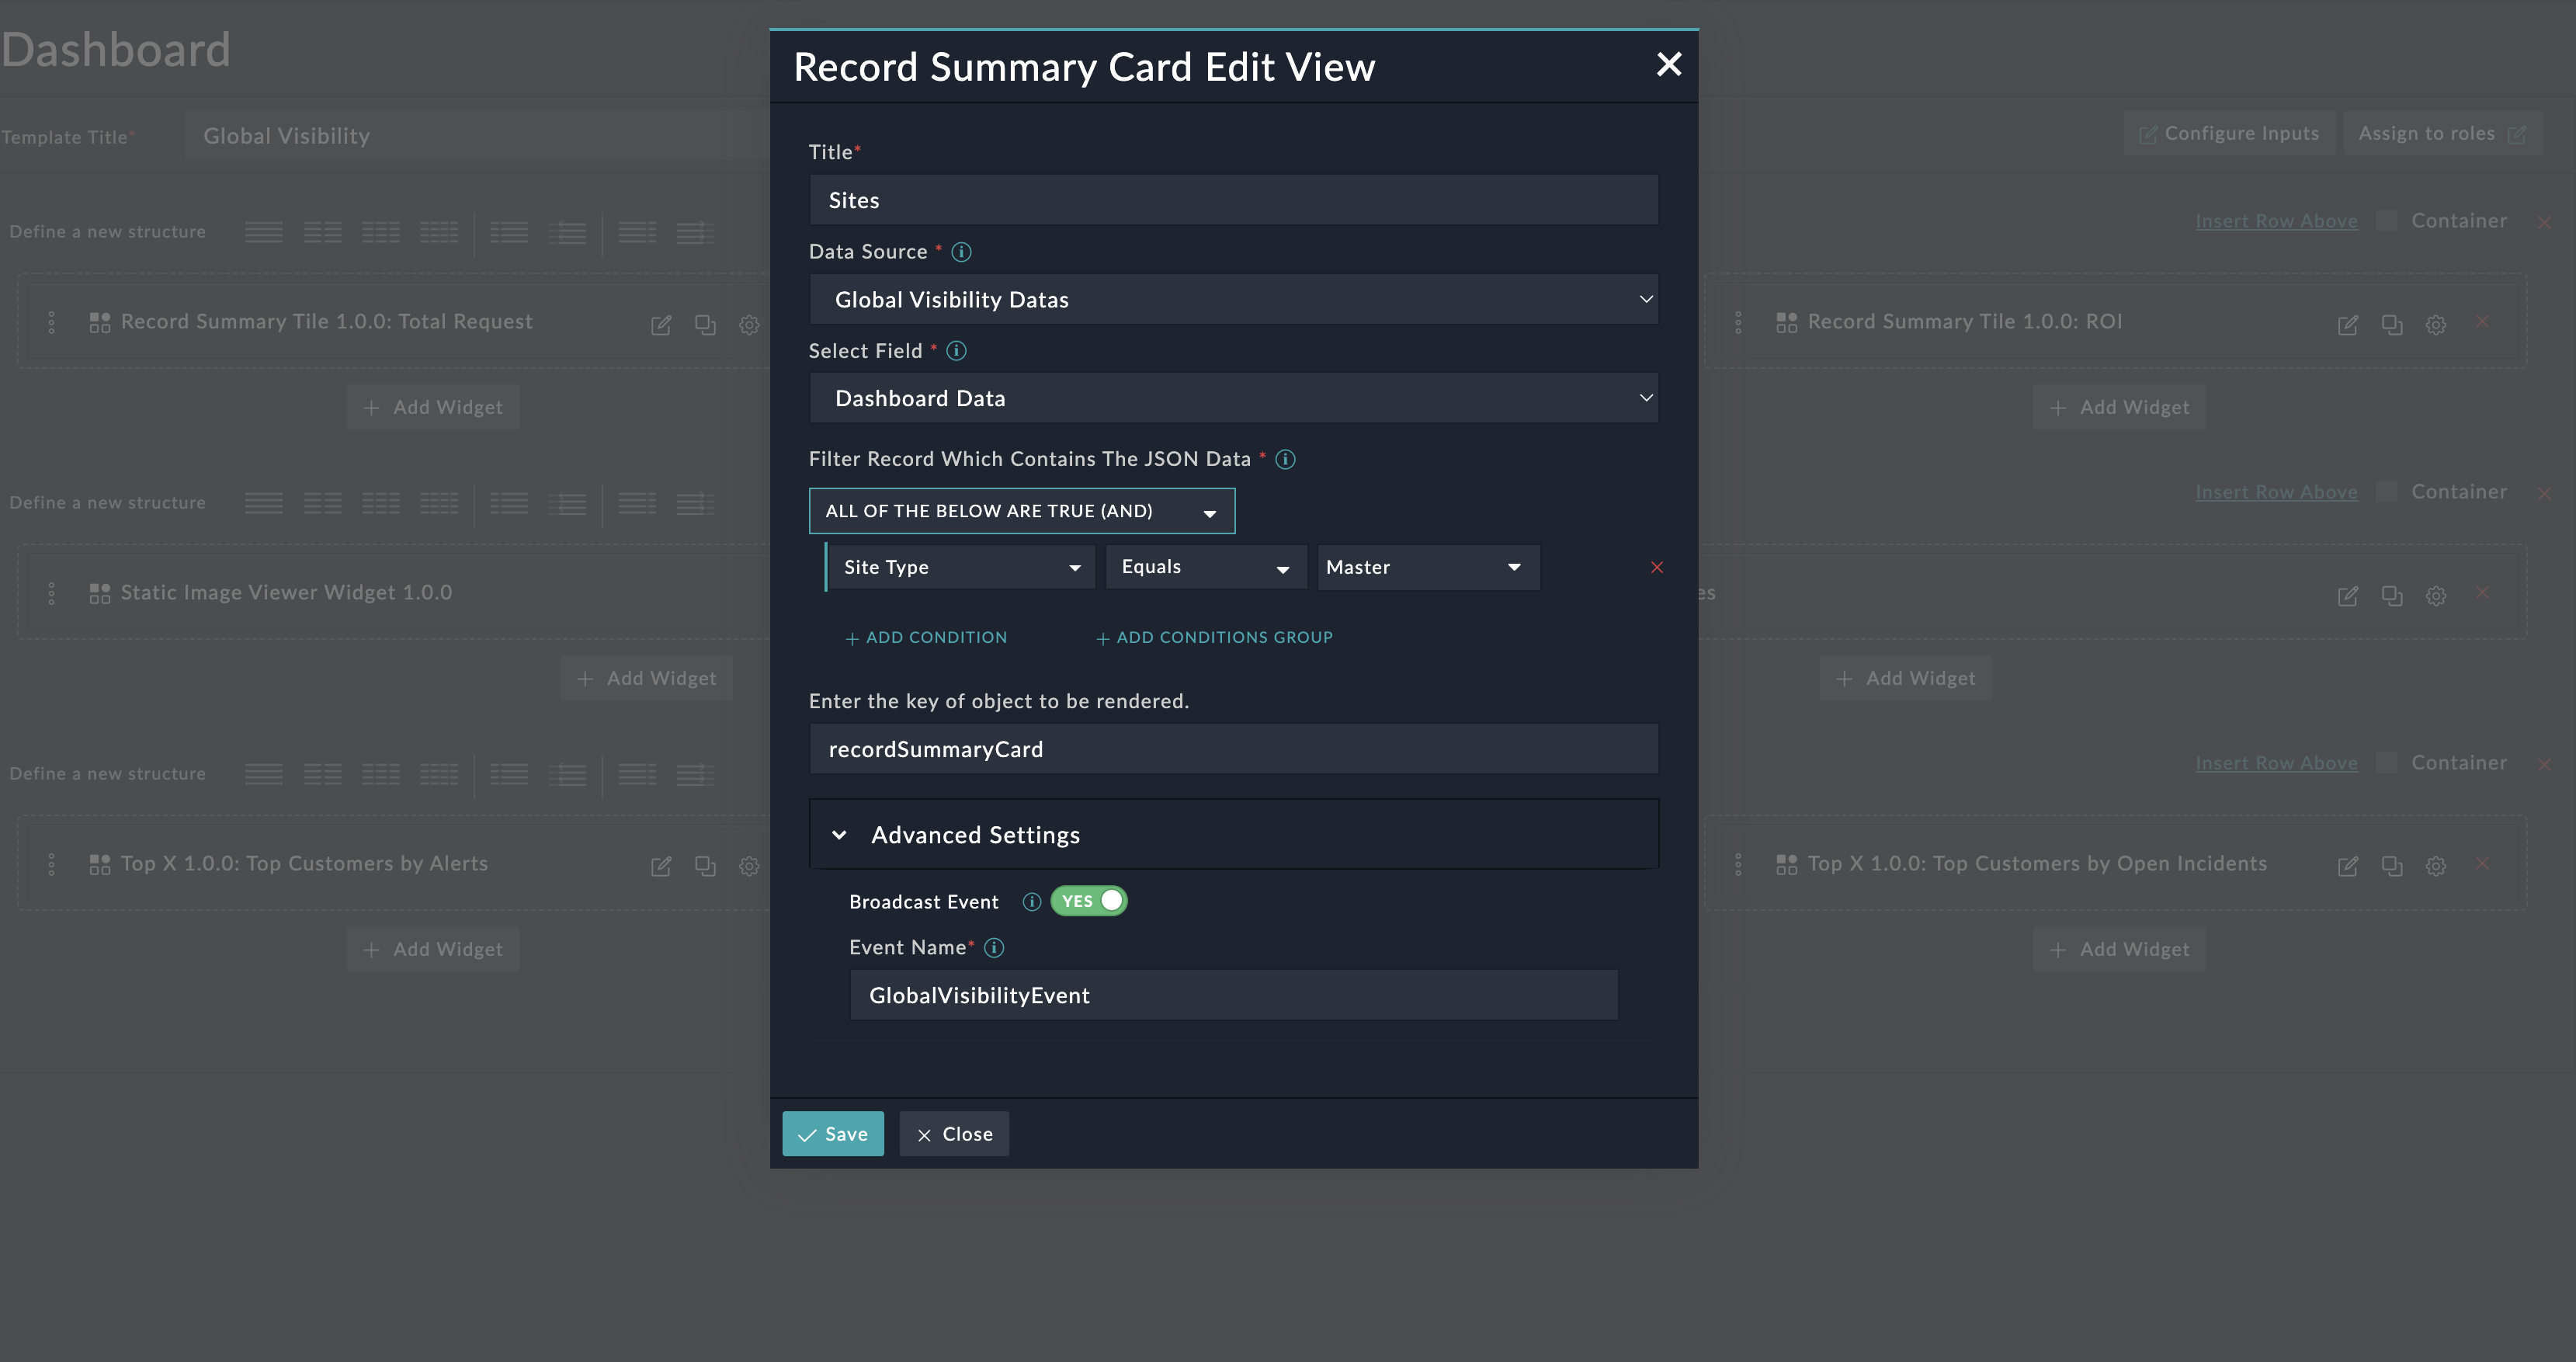 Dashboard
Template Title*
Global Visibility
Configure Inputs
Assign to roles
Define a new structure
Insert Row Above
Container
Record Summary Tile 1.0.0: Total Request
Record Summary Tile 1.0.0: ROI
+ Add Widget
+ Add Widget
Define a new structure
Insert Row Above
Container
Static Image Viewer Widget 1.0.0
es
+ Add Widget
+ Add Widget
Define a new structure
Insert Row Above
Container
Top X 1.0.0: Top Customers by Alerts
Top X 1.0.0: Top Customers by Open Incidents
+ Add Widget
+ Add Widget
Record Summary Card Edit View
Title*
Sites
Data Source *
Global Visibility Datas
Select Field *
Dashboard Data
Filter Record Which Contains The JSON Data *
ALL OF THE BELOW ARE TRUE (AND)
Site Type
Equals
Master
+ ADD CONDITION
+ ADD CONDITIONS GROUP
Enter the key of object to be rendered.
recordSummaryCard
Advanced Settings
Broadcast Event
YES
Event Name*
GlobalVisibilityEvent
Save
Close